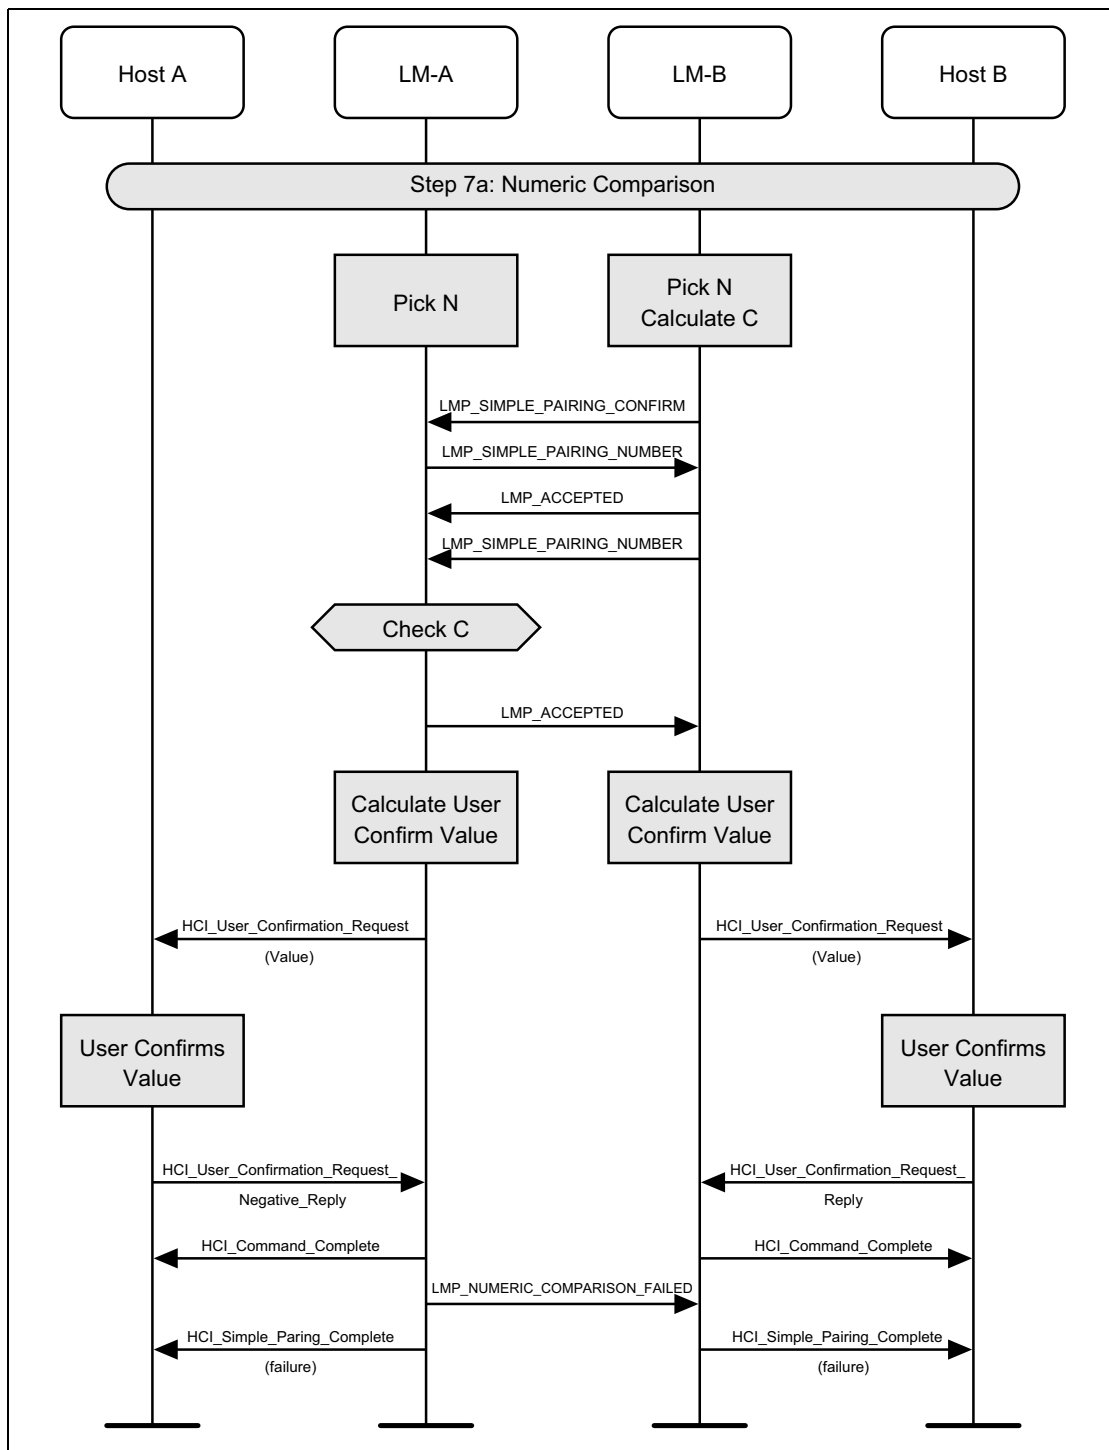 Host A
LM-A
LM-B
Host B
Step 7a: Numeric Comparison
Pick N
Pick N
Calculate C
LMP_SIMPLE_PAIRING_CONFIRM
LMP_SIMPLE_PAIRING_NUMBER
LMP_ACCEPTED
LMP_SIMPLE_PAIRING_NUMBER
Check C
LMP_ACCEPTED
Calculate User
Confirm Value
Calculate User
Confirm Value
HCI_User_Confirmation_Request
(Value)
HCI_User_Confirmation_Request
(Value)
User Confirms
Value
User Confirms
Value
HCI_User_Confirmation_Request_
Negative_Reply
HCI_User_Confirmation_Request_
Reply
HCI_Command_Complete
HCI_Command_Complete
LMP_NUMERIC_COMPARISON_FAILED
HCI_Simple_Paring_Complete
(failure)
HCI_Simple_Pairing_Complete
(failure)